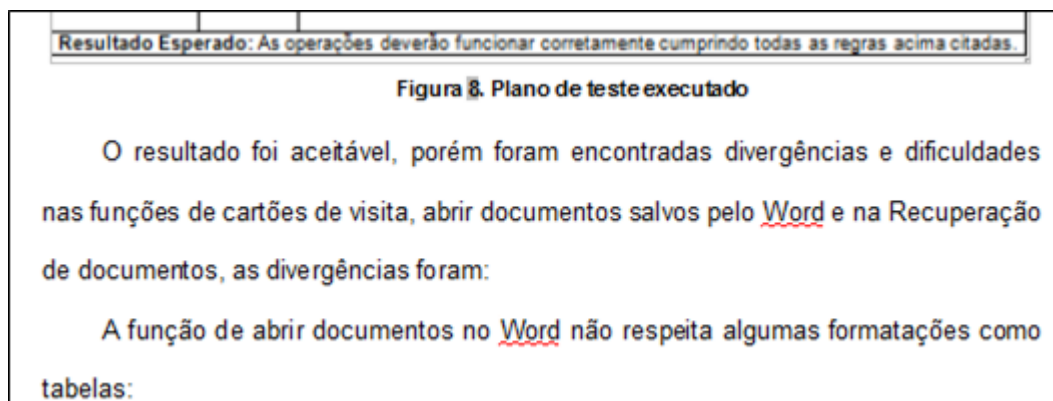 Resultado Esperado: As operações deverão funcionar corretamente cumprindo todas as regras acima citadas.
Figura 8. Plano de teste executado
O resultado foi aceitável, porém foram encontradas divergências e dificuldades
nas funções de cartões de visita, abrir documentos salvos pelo Word e na Recuperação
de documentos, as divergências foram:
A função de abrir documentos no Word não respeita algumas formatações como
tabelas: